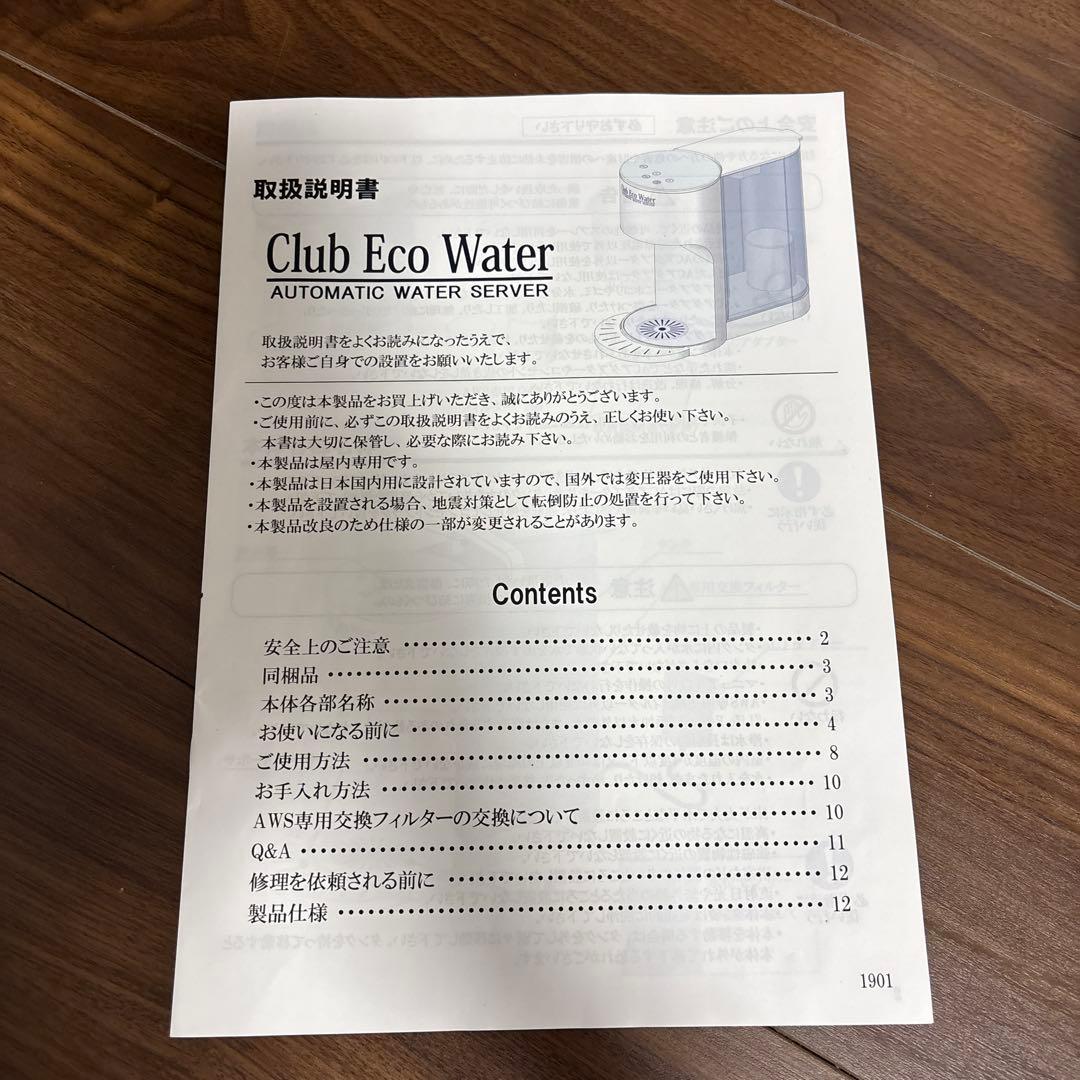 取扱説明書
Club Eco Water
AUTOMATIC WATER SERVER
Club Eco Water
取扱説明書をよくお読みになったうえで、
お客様ご自身での設置をお願いいたします。
・この度は本製品をお買上げいただき、誠にありがとうございます。
・ご使用前に、必ずこの取扱説明書をよくお読みのうえ、正しくお使い下さい。
本書は大切に保管し、必要な際にお読み下さい。
・本製品は屋内専用です。
・本製品は日本国内用に設計されていますので、国外では変圧器をご使用下さい。
・本製品を設置される場合、地震対策として転倒防止の処置を行って下さい。
・本製品改良のため仕様の一部が変更されることがあります。
Contents
安全上のご注意 ・・・・・・・・・・・・・・・・・・・・ 2
同梱品 ・・・・・・・・・・・・・・・・・・・・ 3
本体各部名称 ・・・・・・・・・・・・・・・・・・・・ 3
お使いになる前に ・・・・・・・・・・・・・・・・・・・・ 4
ご使用方法 ・・・・・・・・・・・・・・・・・・・・ 8
お手入れ方法 ・・・・・・・・・・・・・・・・・・・・ 10
AWS専用交換フィルターの交換について ・・・・・・・・・・ 10
Q&A ・・・・・・・・・・・・・・・・・・・・ 11
修理を依頼される前に ・・・・・・・・・・・・・・・・・・・・ 12
製品仕様 ・・・・・・・・・・・・・・・・・・・・ 12
1901